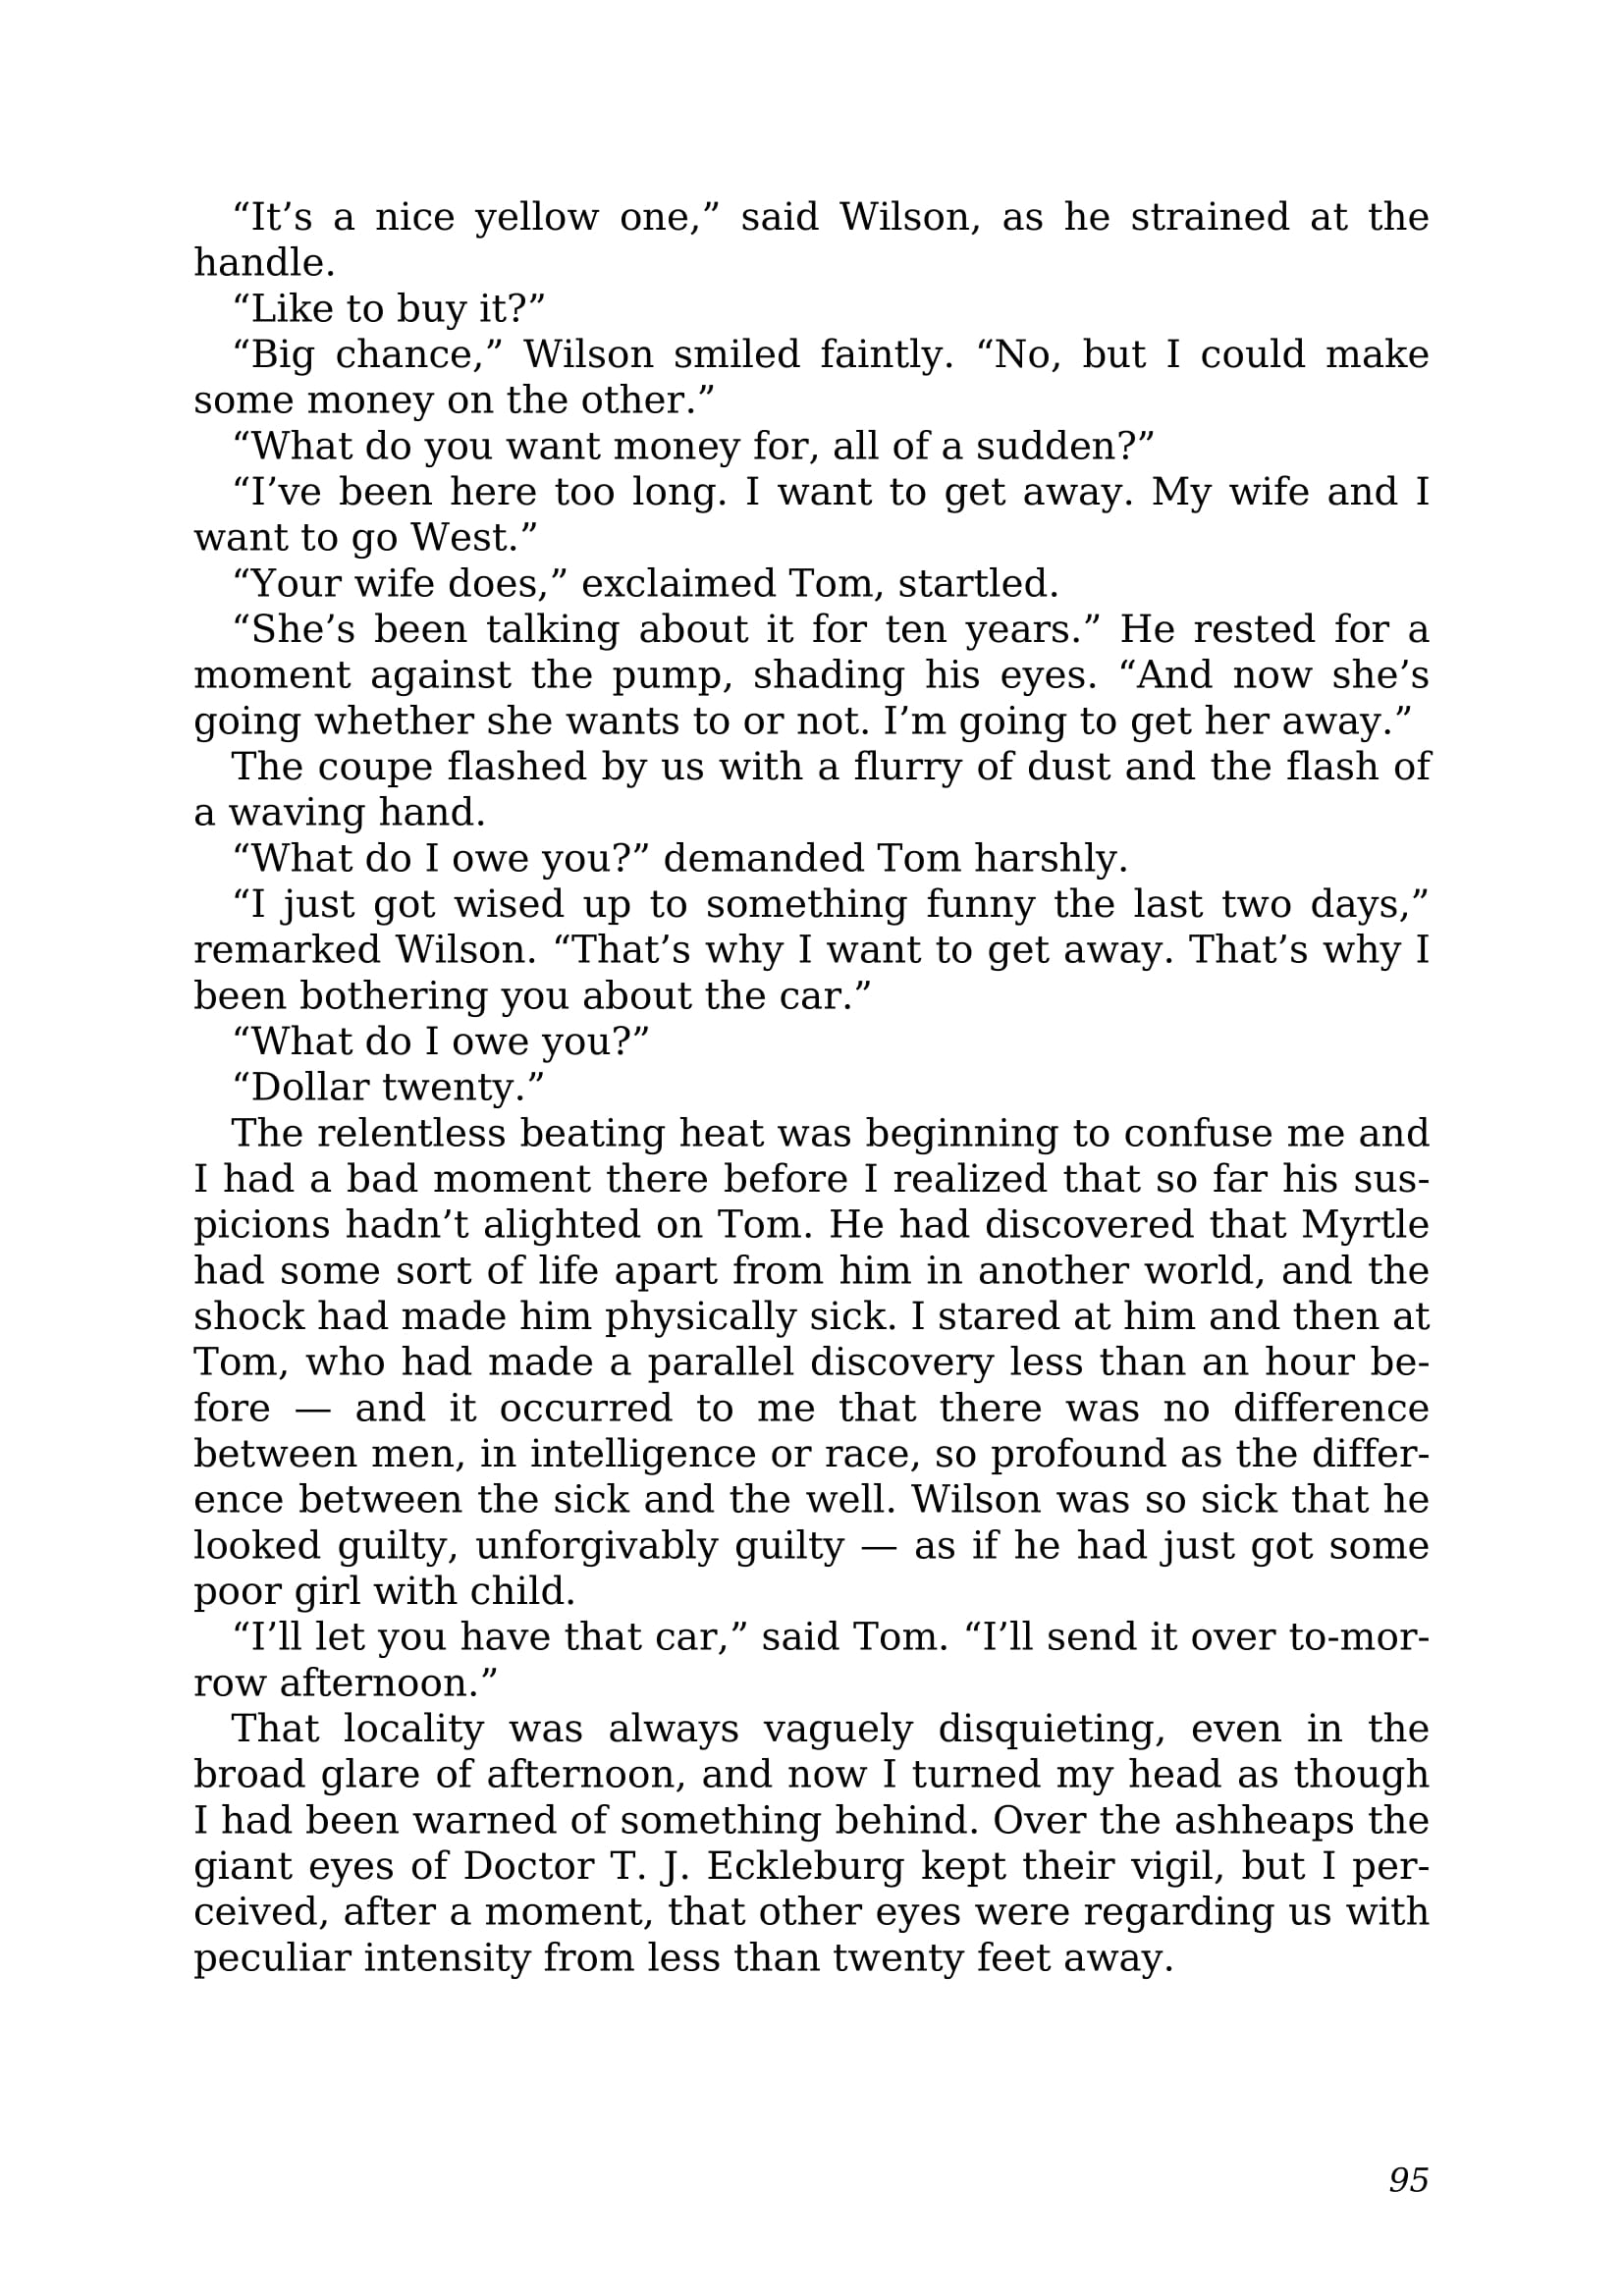 “It’s a nice yellow one,” said Wilson, as he strained at the
handle.
“Like to buy it?”
“Big chance,” Wilson smiled faintly. “No, but I could make
some money on the other.”
“What do you want money for, all of a sudden?”
“I’ve been here too long. I want to get away. My wife and I
want to go West.”
“Your wife does,” exclaimed Tom, startled.
“She’s been talking about it for ten years.” He rested for a
moment against the pump, shading his eyes. “And now she’s
going whether she wants to or not. I’m going to get her away.”
The coupe flashed by us with a flurry of dust and the flash of
a waving hand.
“What do I owe you?” demanded Tom harshly.
“I just got wised up to something funny the last two days,”
remarked Wilson. “That’s why I want to get away. That’s why I
been bothering you about the car.”
“What do I owe you?”
“Dollar twenty.”
The relentless beating heat was beginning to confuse me and
I had a bad moment there before I realized that so far his sus-
picions hadn’t alighted on Tom. He had discovered that Myrtle
had some sort of life apart from him in another world, and the
shock had made him physically sick. I stared at him and then at
Tom, who had made a parallel discovery less than an hour be-
fore — and it occurred to me that there was no difference
between men, in intelligence or race, so profound as the differ-
ence between the sick and the well. Wilson was so sick that he
looked guilty, unforgivably guilty — as if he had just got some
poor girl with child.
“I’ll let you have that car,” said Tom. “I’ll send it over to-mor-
row afternoon.”
That locality was always vaguely disquieting, even in the
broad glare of afternoon, and now I turned my head as though
I had been warned of something behind. Over the ashheaps the
giant eyes of Doctor T. J. Eckleburg kept their vigil, but I per-
ceived, after a moment, that other eyes were regarding us with
peculiar intensity from less than twenty feet away.
95